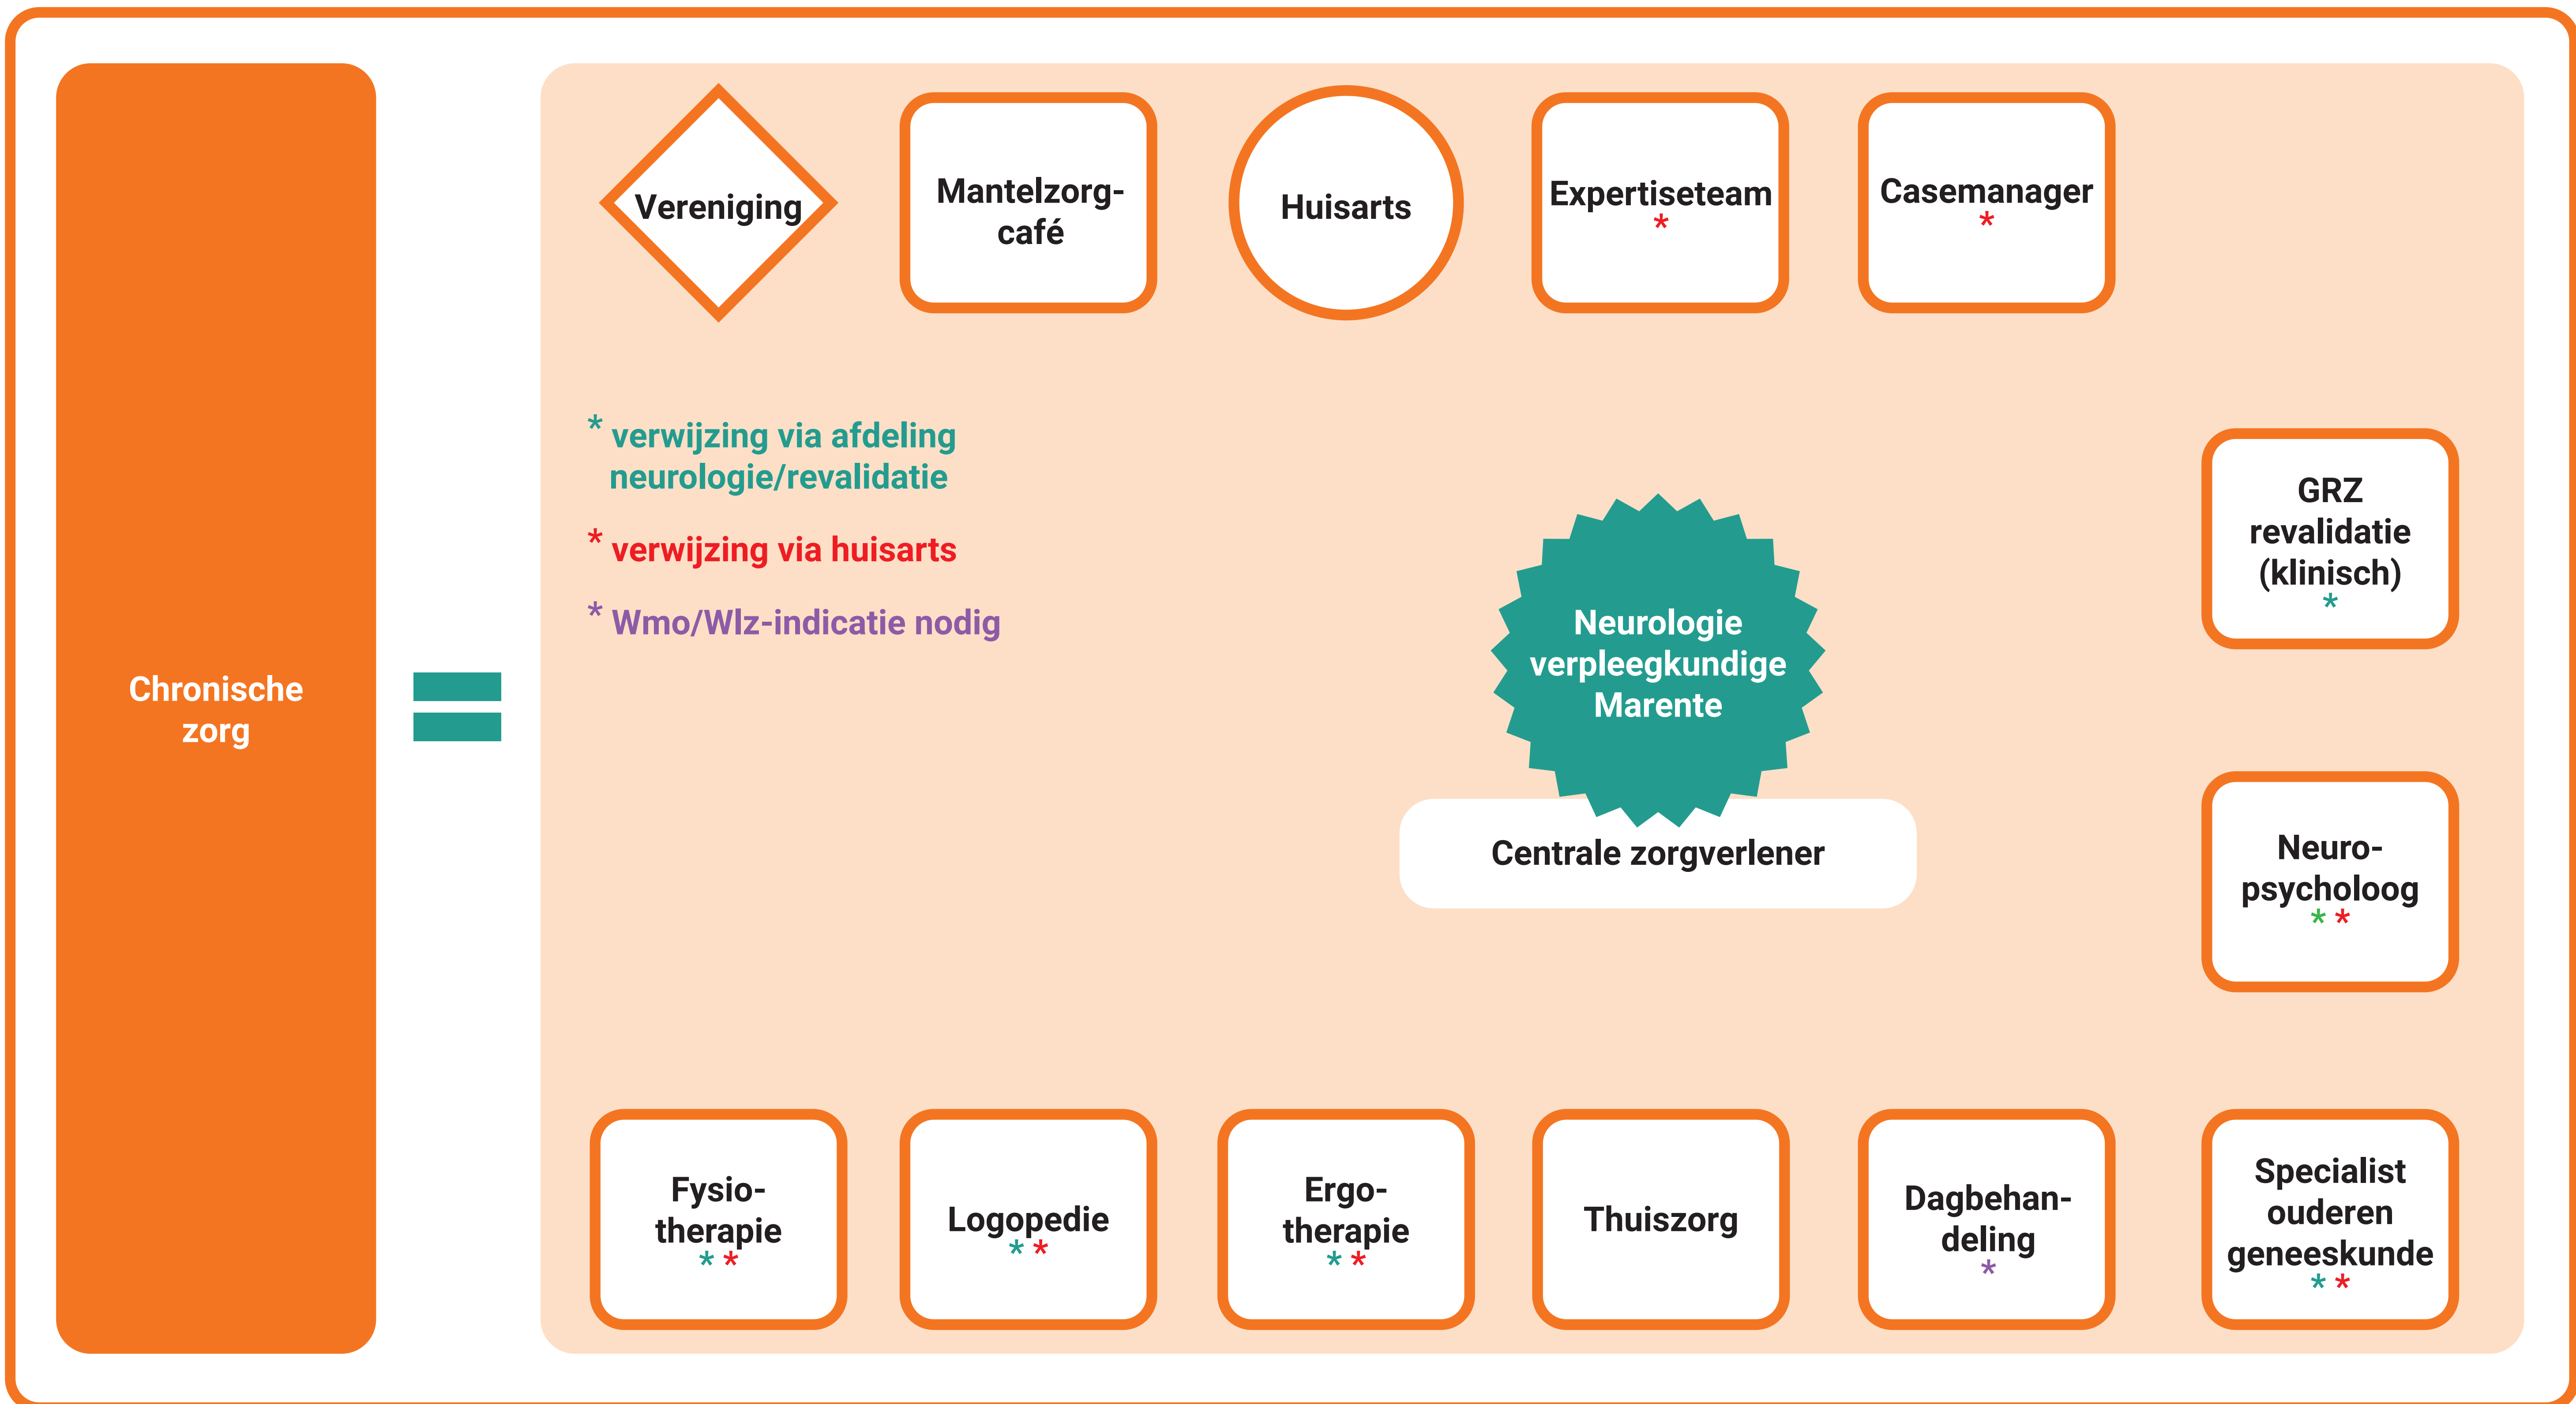 Chronische
zorg
Vereniging
Mantelzorg-
café
Huisarts
Expertiseteam
*
Casemanager
*
* verwijzing via afdeling
neurologie/revalidatie
* verwijzing via huisarts
* Wmo/Wlz-indicatie nodig
Neurologie
verpleegkundige
Marente
Centrale zorgverlener
GRZ
revalidatie
(klinisch)
*
Neuro-
psycholoog
* *
Fysio-
therapie
* *
Logopedie
* *
Ergo-
therapie
* *
Thuiszorg
Dagbehan-
deling
*
Specialist
ouderen
geneeskunde
* *